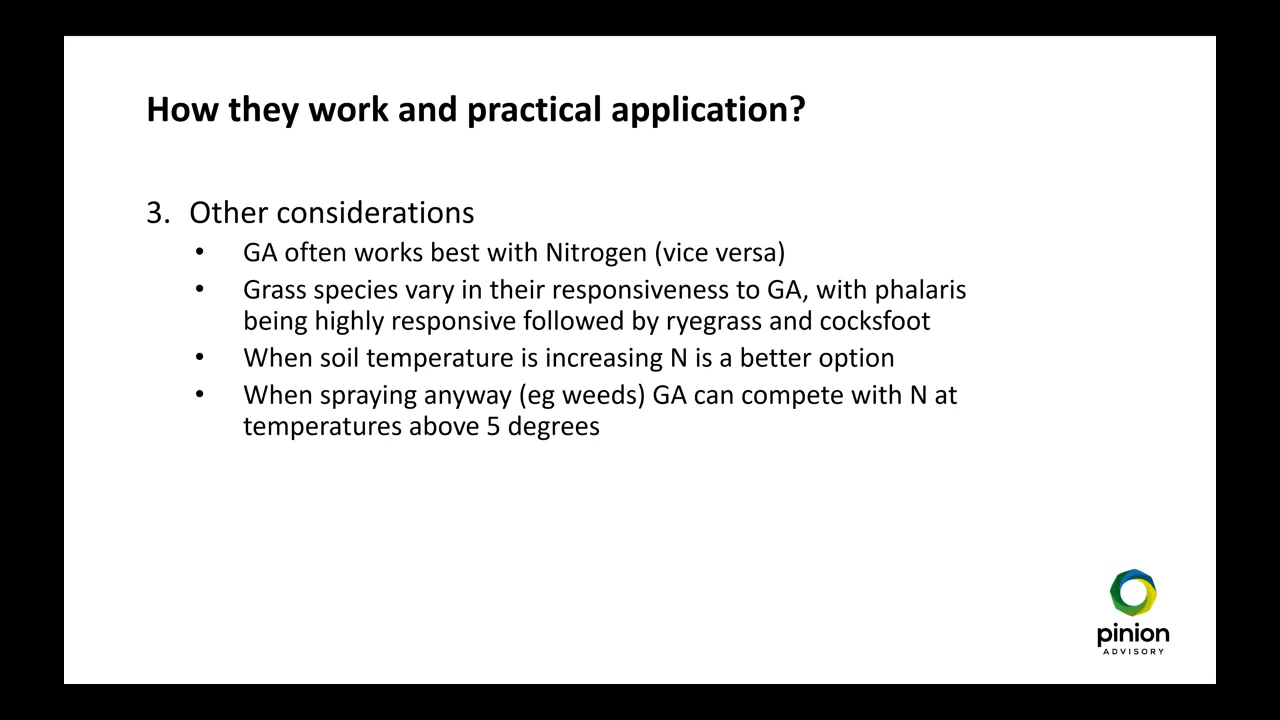 How they work and practical application?
3. Other considerations
• GA often works best with Nitrogen (vice versa)
• Grass species vary in their responsiveness to GA, with phalaris
being highly responsive followed by ryegrass and cocksfoot
• When soil temperature is increasing N is a better option
• When spraying anyway (eg weeds) GA can compete with N at
temperatures above 5 degrees
pinion
ADVISORY